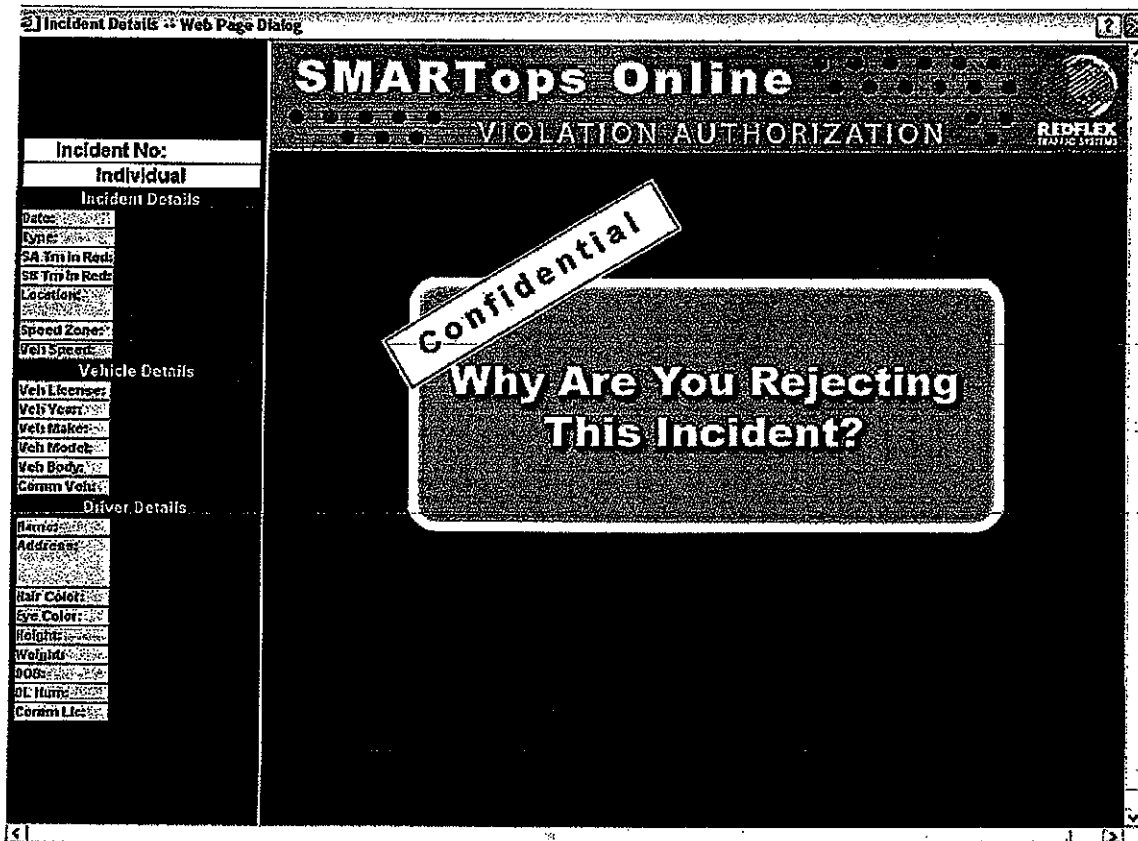 Incident Details -- Web Page Dialog
SMARTops Online
VIOLATION AUTHORIZATION
REDFLEX
TRAFFIC SYSTEMS
Incident No:
Individual
Incident Details
Date:
Type:
SA Tm In Red:
SB Tm In Red:
Location:
Speed Zone:
Veh Speed:
Vehicle Details
Veh License:
Veh Year:
Veh Make:
Veh Model:
Veh Body:
Comm Veh:
Driver Details
Name:
Address:
Hair Color:
Eye Color:
Height:
Weight:
DOB:
DL Num:
Comm Lic:
Confidential
Why Are You Rejecting
This Incident?